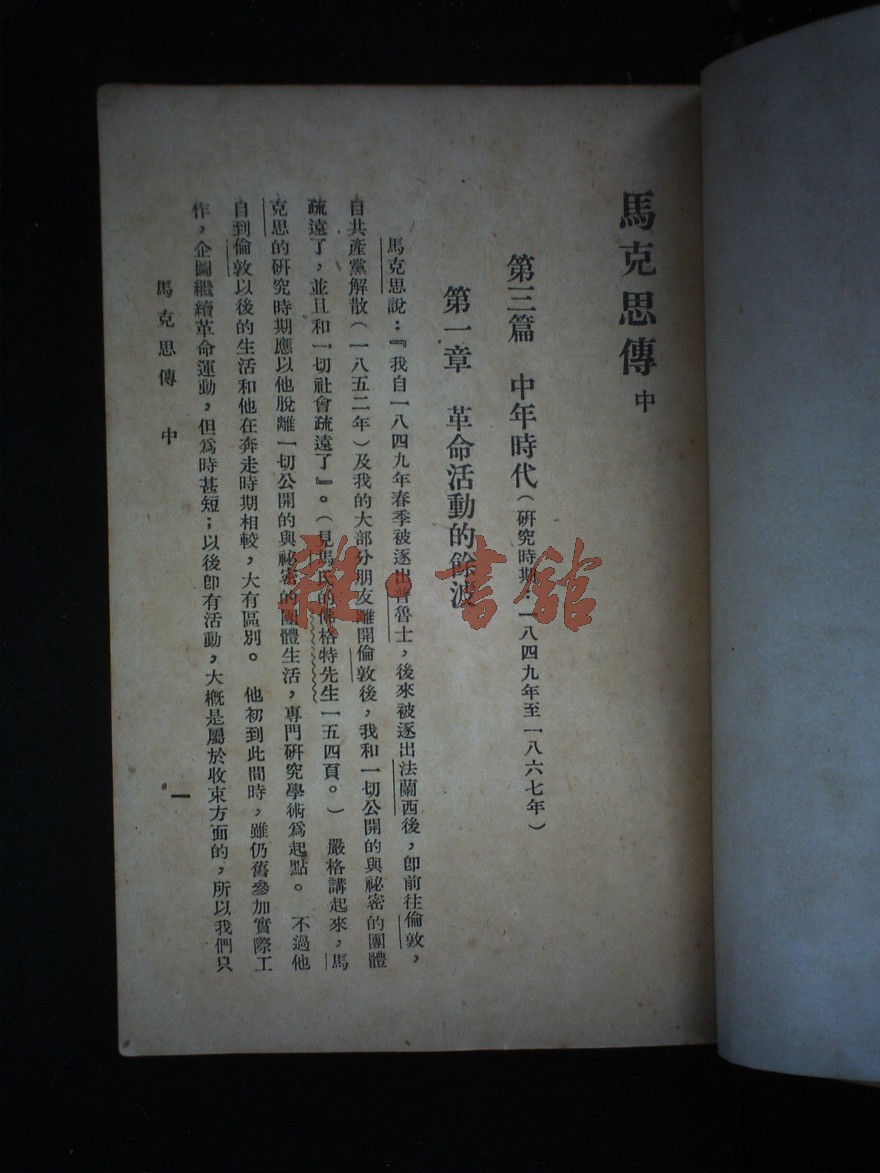 馬克思傳 中
第三篇 中年時代（研究時期，一八四九年至一八六七年）
第一章 革命活動的餘波
馬克思說：『我自一八四九年春季被逐出普魯士，後來被逐出法蘭西後，卽前往倫敦，
自共產黨解散（一八五二年）及我的大部分朋友離開倫敦後，我和一切公開的與祕密的團體
疏遠了，並且和一切社會疏遠了』。（見馬氏的佛格特先生一五四頁。） 嚴格講起來，馬
克思的研究時期應以他脫離一切公開的與祕密的團體生活，專門研究學術爲起點。 不過他
自到倫敦以後的生活和他在奔走時期相較，大有區別。 他初到此間時，雖仍舊參加實際工
作，企圖繼續革命運動，但爲時甚短；以後卽有活動，大槪是屬於收束方面的，所以我們只
馬克思傳 中
一
雜·書館